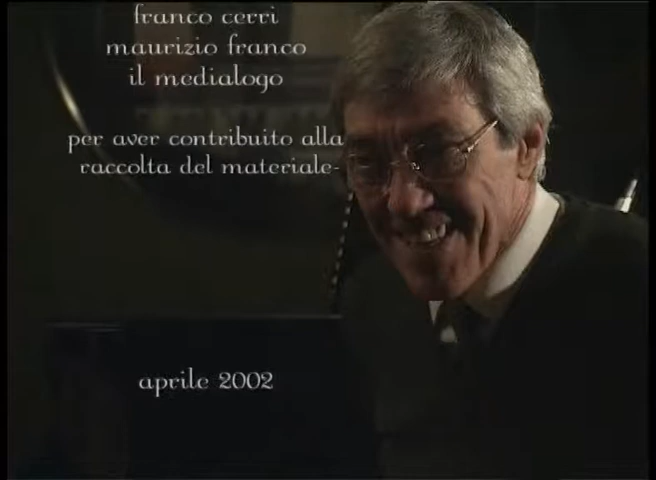 franco cerri
maurizio franco
il medialogo
per aver contribuito alla
raccolta del materiale-
aprile 2002